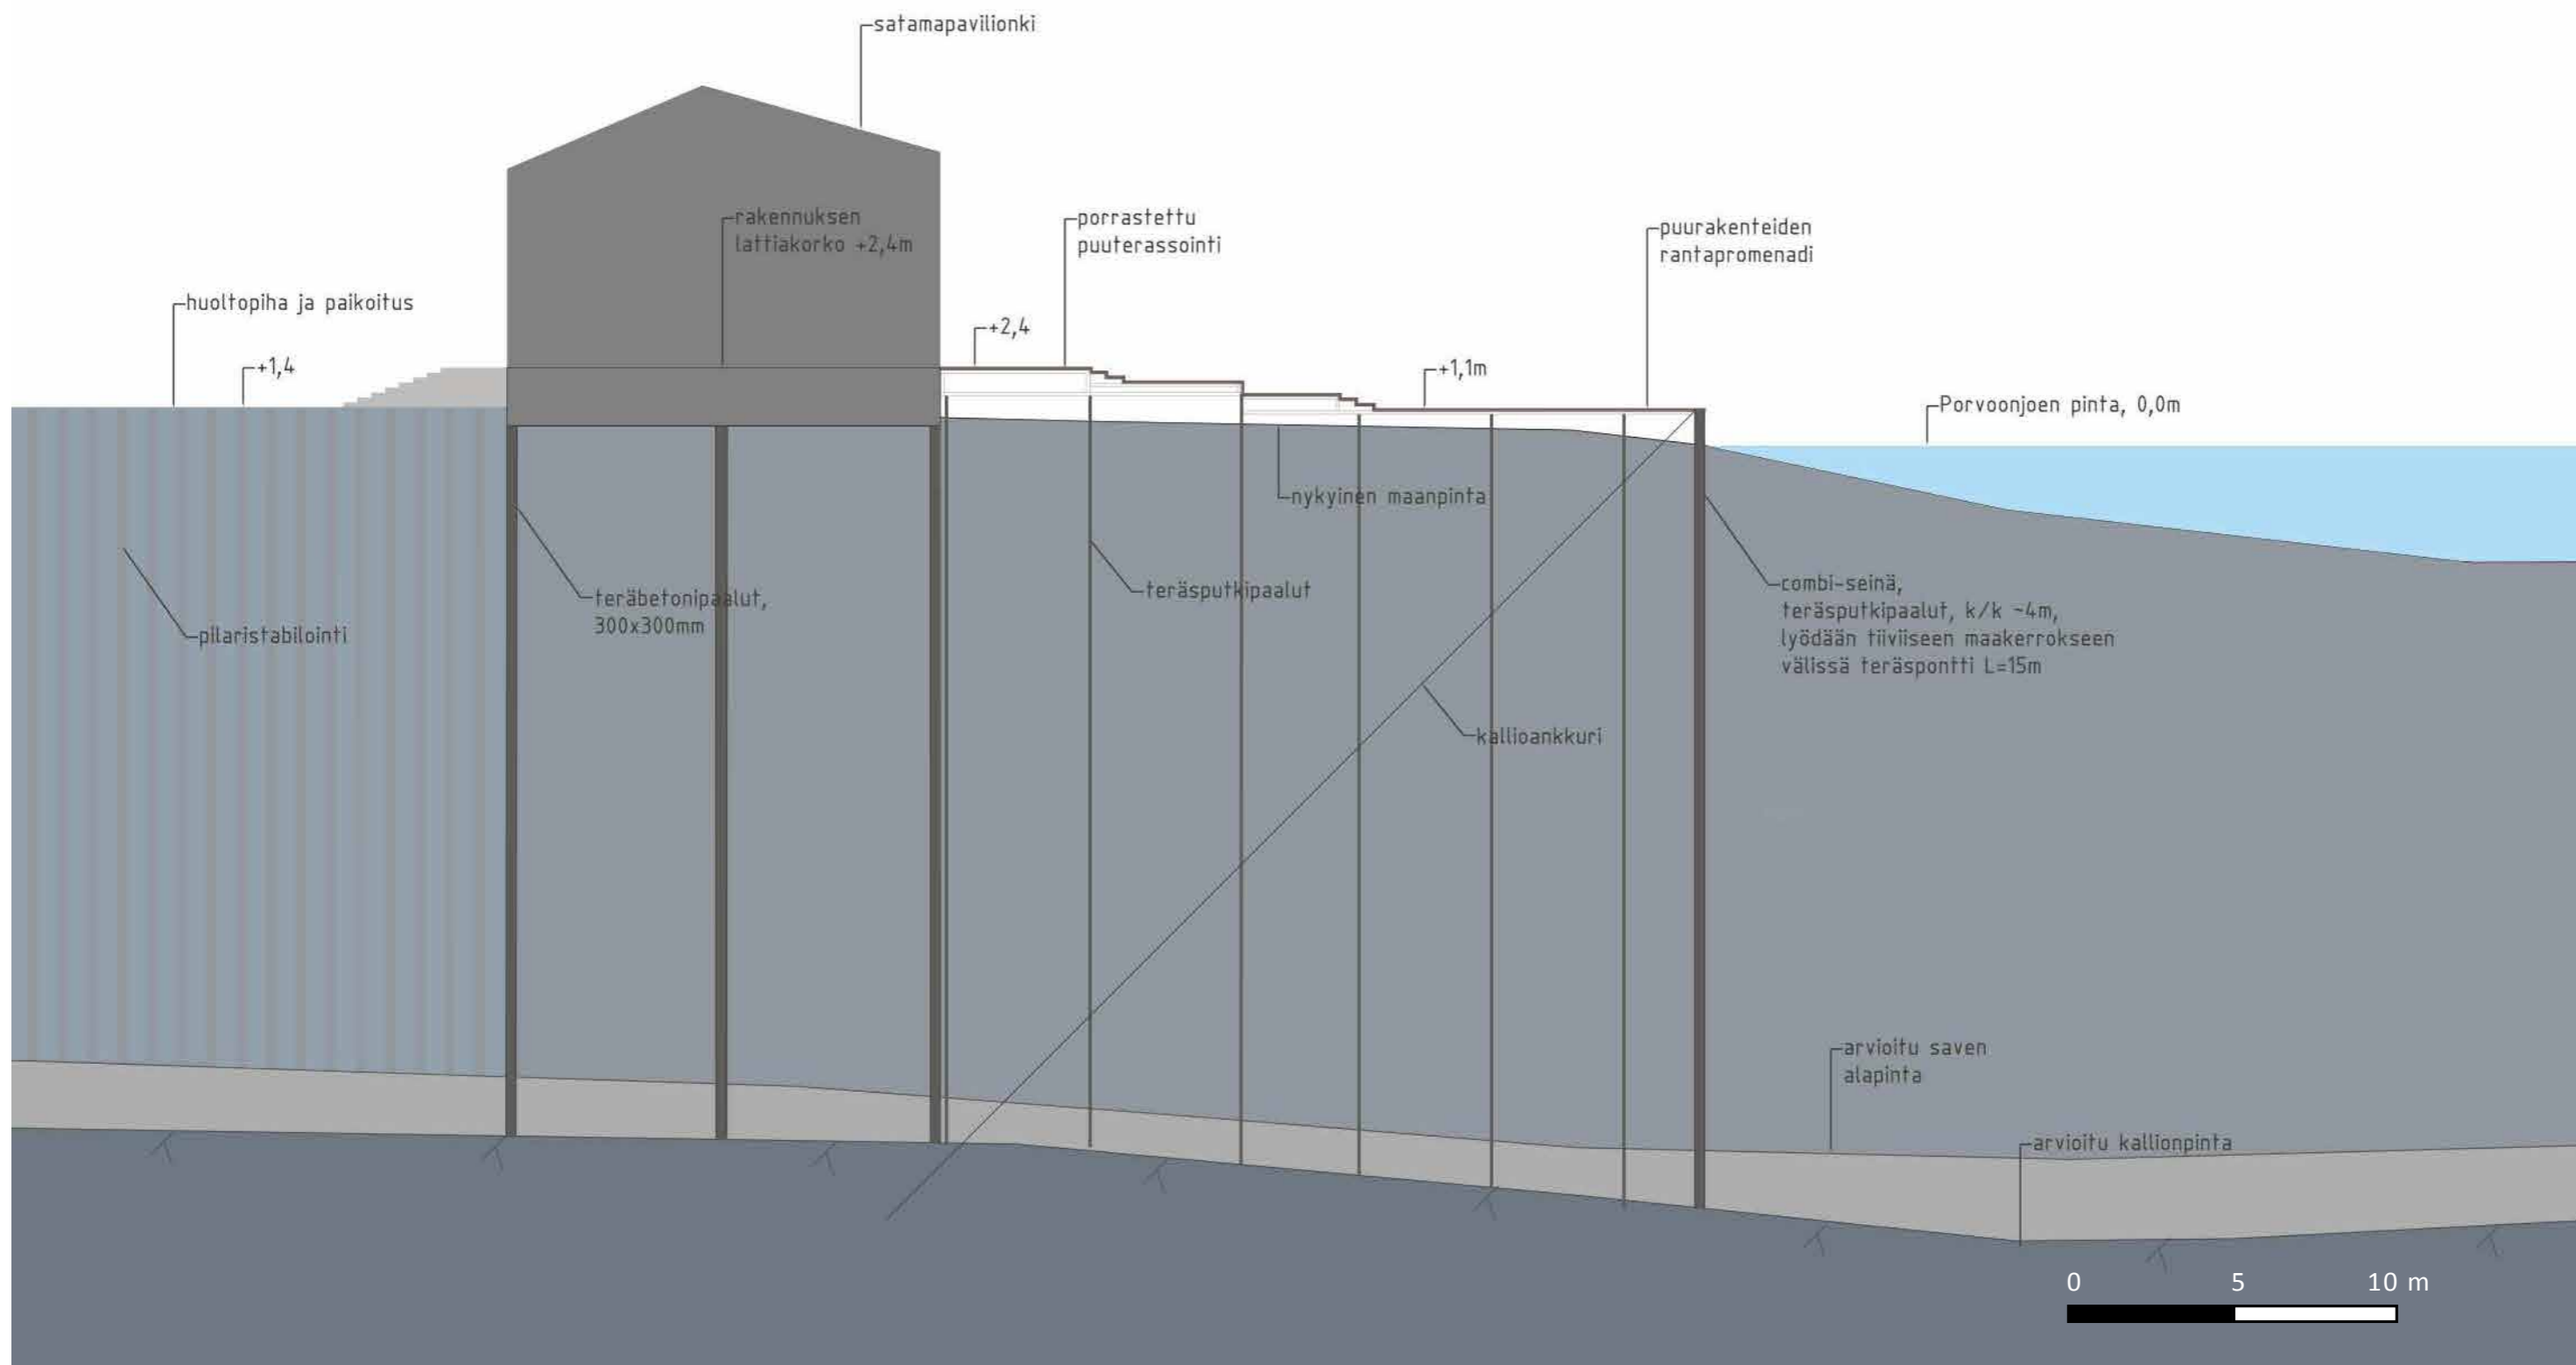 satamapavilionki
rakennuksen
lattiakorko +2,4m
porrastettu
puuterassointi
puurakenteiden
rantapromenadi
huoltopiha ja paikoitus
+2,4
+1,4
+1,1m
Porvoonjoen pinta, 0,0m
nykyinen maanpinta
teräbetonipaalut,
300x300mm
teräsputkipaalut
combi-seinä,
teräsputkipaalut, k/k ~4m,
lyödään tiiviiseen maakerrokseen
välissä teräspontti L=15m
pilaristabilointi
kallioankkuri
arvioitu saven
alapinta
arvioitu kallionpinta
0 5 10 m